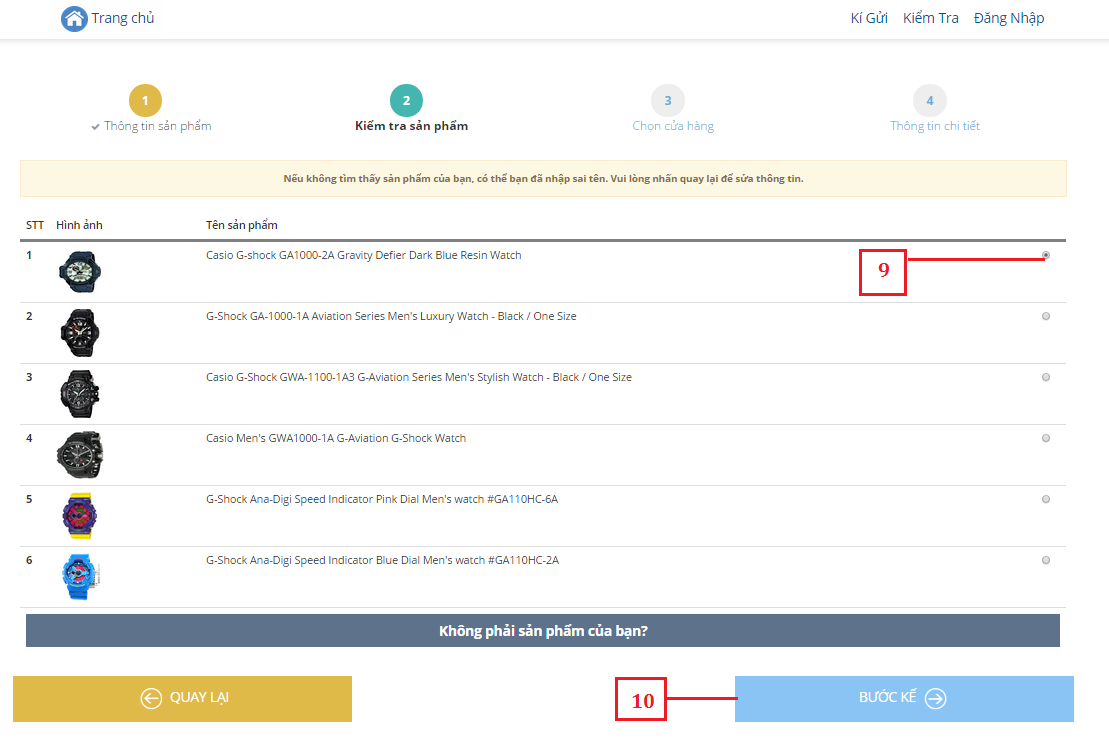 Trang chủ
Kí Gửi Kiểm Tra Đăng Nhập
1 2 3 4
Thông tin sản phẩm Kiểm tra sản phẩm Chọn cửa hàng Thông tin chi tiết
Nếu không tìm thấy sản phẩm của bạn, có thể bạn đã nhập sai tên. Vui lòng nhấn quay lại để sửa thông tin.
STT Hình ảnh Tên sản phẩm
1 Casio G-shock GA1000-2A Gravity Defier Dark Blue Resin Watch
9
2 G-Shock GA-1000-1A Aviation Series Men's Luxury Watch - Black / One Size
3 Casio G-Shock GWA-1100-1A3 G-Aviation Series Men's Stylish Watch - Black / One Size
4 Casio Men's GWA1000-1A G-Aviation G-Shock Watch
5 G-Shock Ana-Digi Speed Indicator Pink Dial Men's watch #GA110HC-6A
6 G-Shock Ana-Digi Speed Indicator Blue Dial Men's watch #GA110HC-2A
Không phải sản phẩm của bạn?
QUAY LẠI 10 BƯỚC KẾ